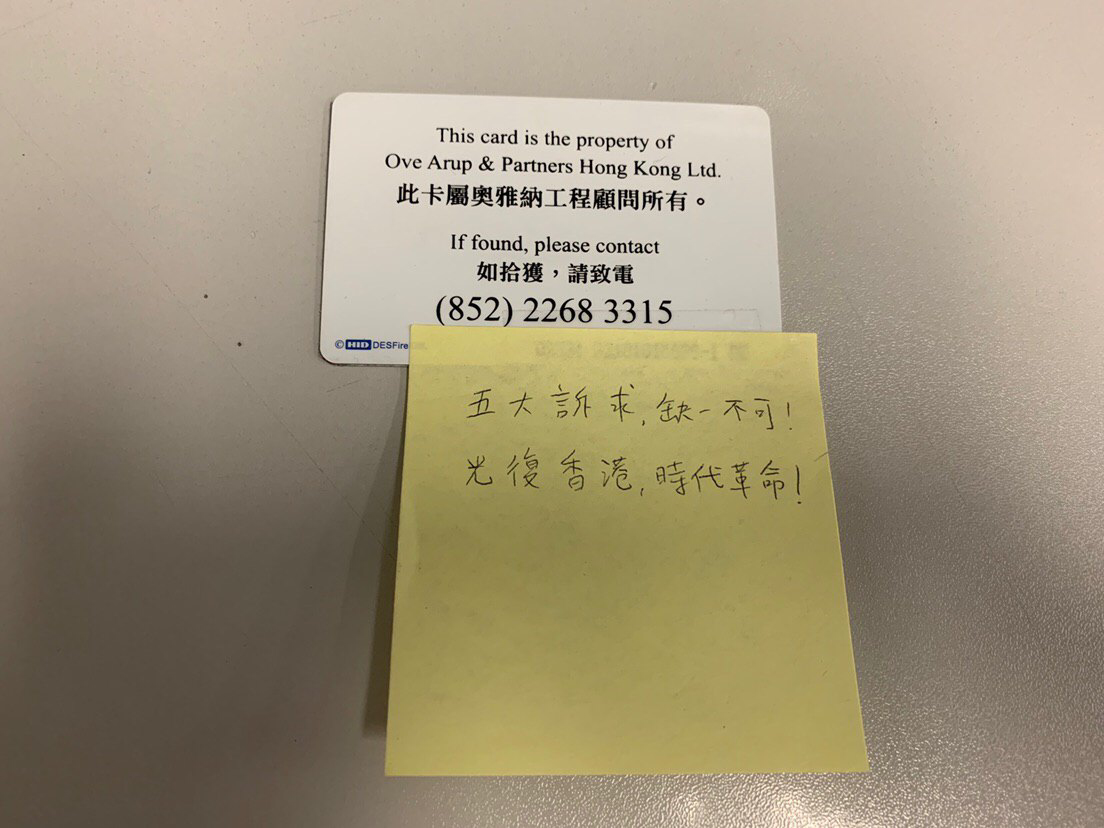 This card is the property of
Ove Arup & Partners Hong Kong Ltd.
此卡屬奧雅納工程顧問所有。
If found, please contact
如拾獲，請致電
(852) 2268 3315
© HID DESFire
五大訴求,缺一不可!
光復香港,時代革命!